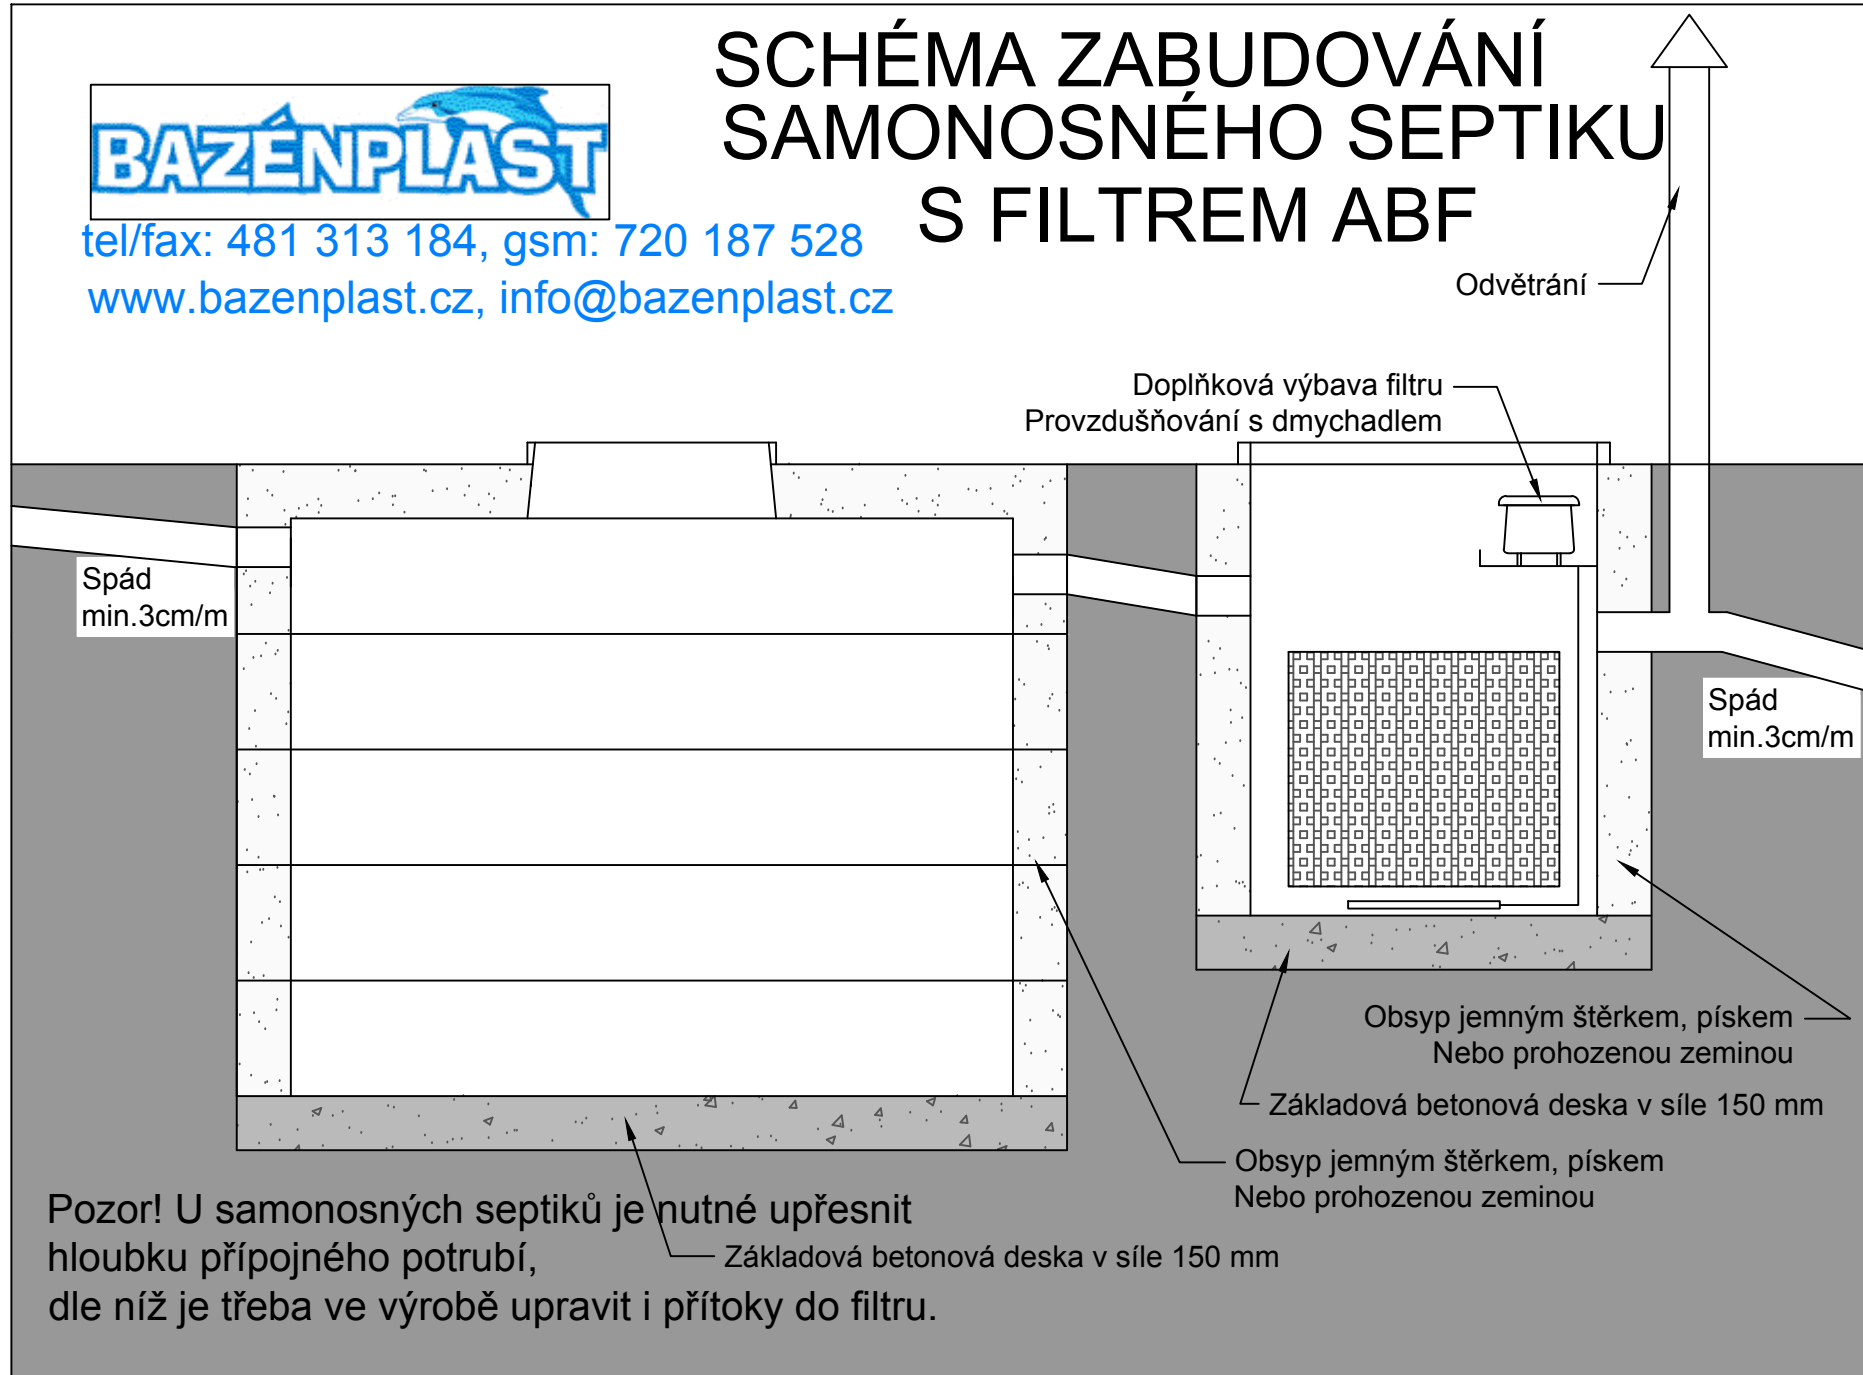 SCHÉMA ZABUDOVÁNÍ
SAMONOSNÉHO SEPTIKU
S FILTREM ABF
BAZÉNPLAST
tel/fax: 481 313 184, gsm: 720 187 528
www.bazenplast.cz, info@bazenplast.cz
Odvětrání
Doplňková výbava filtru
Provzdušňování s dmychadlem
Spád
min.3cm/m
Spád
min.3cm/m
Obsyp jemným štěrkem, pískem
Nebo prohozenou zeminou
Základová betonová deska v síle 150 mm
Obsyp jemným štěrkem, pískem
Nebo prohozenou zeminou
Pozor! U samonosných septiků je nutné upřesnit
hloubku přípojného potrubí,
dle níž je třeba ve výrobě upravit i přítoky do filtru.
Základová betonová deska v síle 150 mm